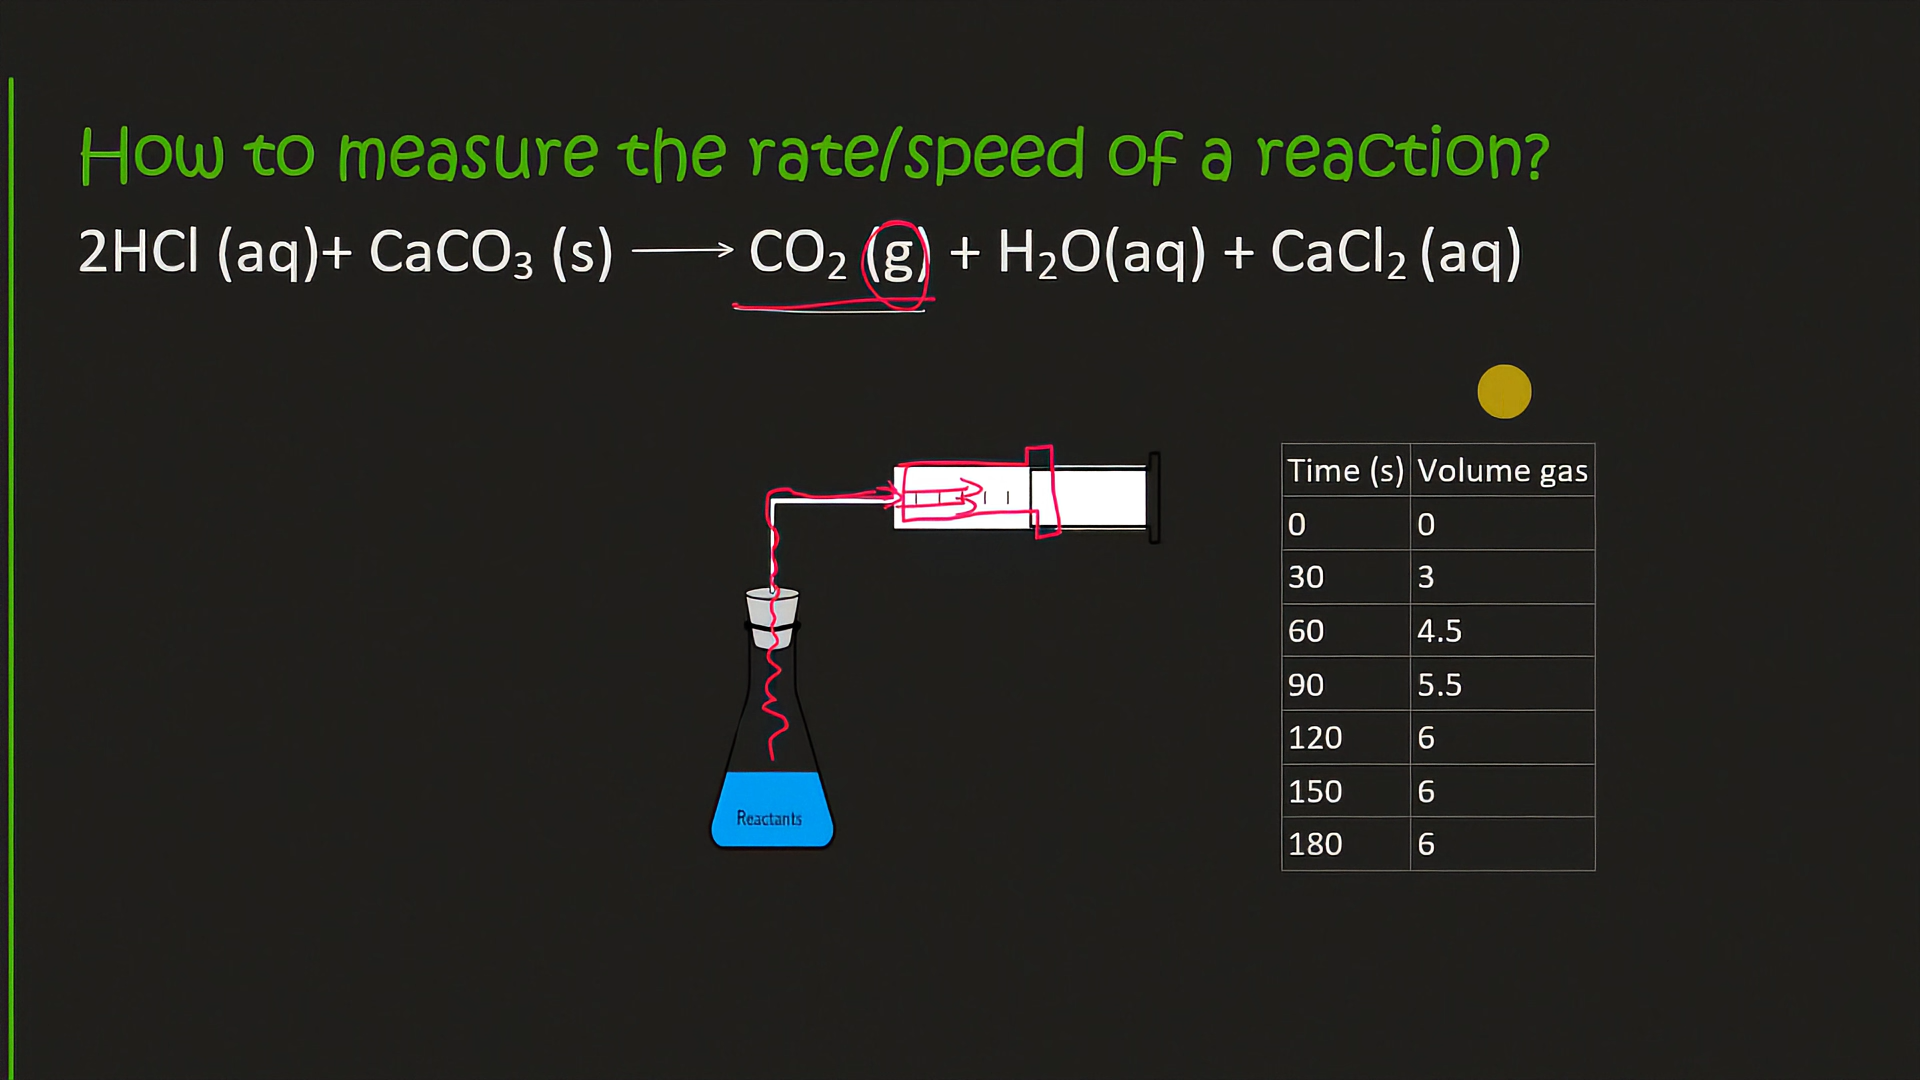 How to measure the rate/speed of a reaction?
2HCl (aq)+ CaCO₃ (s) ⟶ CO₂ (g) + H₂O(aq) + CaCl₂ (aq)
Time (s) Volume gas
0 0
30 3
60 4.5
90 5.5
120 6
150 6
180 6
Reactants